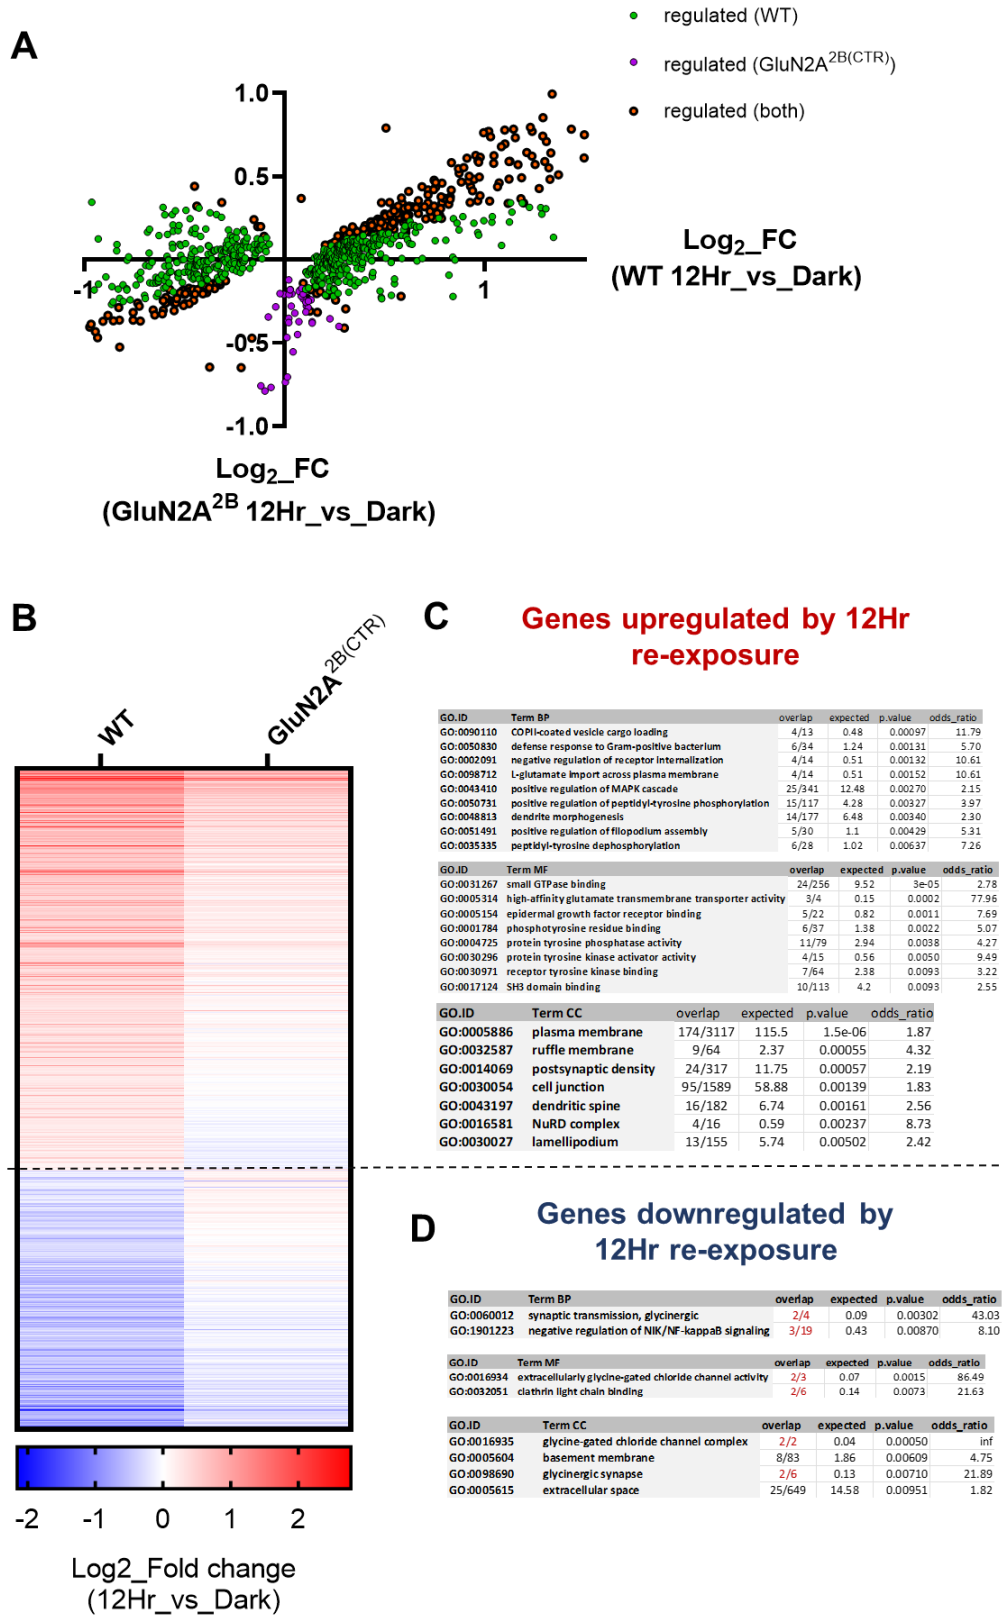 A
regulated (WT)
regulated (GluN2A2B(CTR))
regulated (both)
1.0
0.5
-1
1
-0.5
-1.0
Log2_FC
(WT 12Hr_vs_Dark)
Log2_FC
(GluN2A2B 12Hr_vs_Dark)
B
WT
GluN2A2B(CTR)
-2 -1 0 1 2
Log2_Fold change
(12Hr_vs_Dark)
C
Genes upregulated by 12Hr
re-exposure
GO.ID Term BP overlap expected p.value odds_ratio
GO:0090110 COPII-coated vesicle cargo loading 4/13 0.48 0.00097 11.79
GO:0050830 defense response to Gram-positive bacterium 6/34 1.24 0.00131 5.70
GO:0002091 negative regulation of receptor internalization 4/14 0.51 0.00132 10.61
GO:0098712 L-glutamate import across plasma membrane 4/14 0.51 0.00152 10.61
GO:0043410 positive regulation of MAPK cascade 25/341 12.48 0.00270 2.15
GO:0050731 positive regulation of peptidyl-tyrosine phosphorylation 15/117 4.28 0.00327 3.97
GO:0048813 dendrite morphogenesis 14/177 6.48 0.00340 2.30
GO:0051491 positive regulation of filopodium assembly 5/30 1.1 0.00429 5.31
GO:0035335 peptidyl-tyrosine dephosphorylation 6/28 1.02 0.00637 7.26
GO.ID Term MF overlap expected p.value odds_ratio
GO:0031267 small GTPase binding 24/256 9.52 3e-05 2.78
GO:0005314 high-affinity glutamate transmembrane transporter activity 3/4 0.15 0.0002 77.96
GO:0005154 epidermal growth factor receptor binding 5/22 0.82 0.0011 7.69
GO:0001784 phosphotyrosine residue binding 6/37 1.38 0.0022 5.07
GO:0004725 protein tyrosine phosphatase activity 11/79 2.94 0.0038 4.27
GO:0030296 protein tyrosine kinase activator activity 4/15 0.56 0.0050 9.49
GO:0030971 receptor tyrosine kinase binding 7/64 2.38 0.0093 3.22
GO:0017124 SH3 domain binding 10/113 4.2 0.0093 2.55
GO.ID Term CC overlap expected p.value odds_ratio
GO:0005886 plasma membrane 174/3117 115.5 1.5e-06 1.87
GO:0032587 ruffle membrane 9/64 2.37 0.00055 4.32
GO:0014069 postsynaptic density 24/317 11.75 0.00057 2.19
GO:0030054 cell junction 95/1589 58.88 0.00139 1.83
GO:0043197 dendritic spine 16/182 6.74 0.00161 2.56
GO:0016581 NuRD complex 4/16 0.59 0.00237 8.73
GO:0030027 lamellipodium 13/155 5.74 0.00502 2.42
D
Genes downregulated by
12Hr re-exposure
GO.ID Term BP overlap expected p.value odds_ratio
GO:0060012 synaptic transmission, glycinergic 2/4 0.09 0.00302 43.03
GO:1901223 negative regulation of NIK/NF-kappaB signaling 3/19 0.43 0.00870 8.10
GO.ID Term MF overlap expected p.value odds_ratio
GO:0016934 extracellularly glycine-gated chloride channel activity 2/3 0.07 0.0015 86.49
GO:0032051 clathrin light chain binding 2/6 0.14 0.0073 21.63
GO.ID Term CC overlap expected p.value odds_ratio
GO:0016935 glycine-gated chloride channel complex 2/2 0.04 0.00050 inf
GO:0005604 basement membrane 8/83 1.86 0.00609 4.75
GO:0098690 glycinergic synapse 2/6 0.13 0.00710 21.89
GO:0005615 extracellular space 25/649 14.58 0.00951 1.82